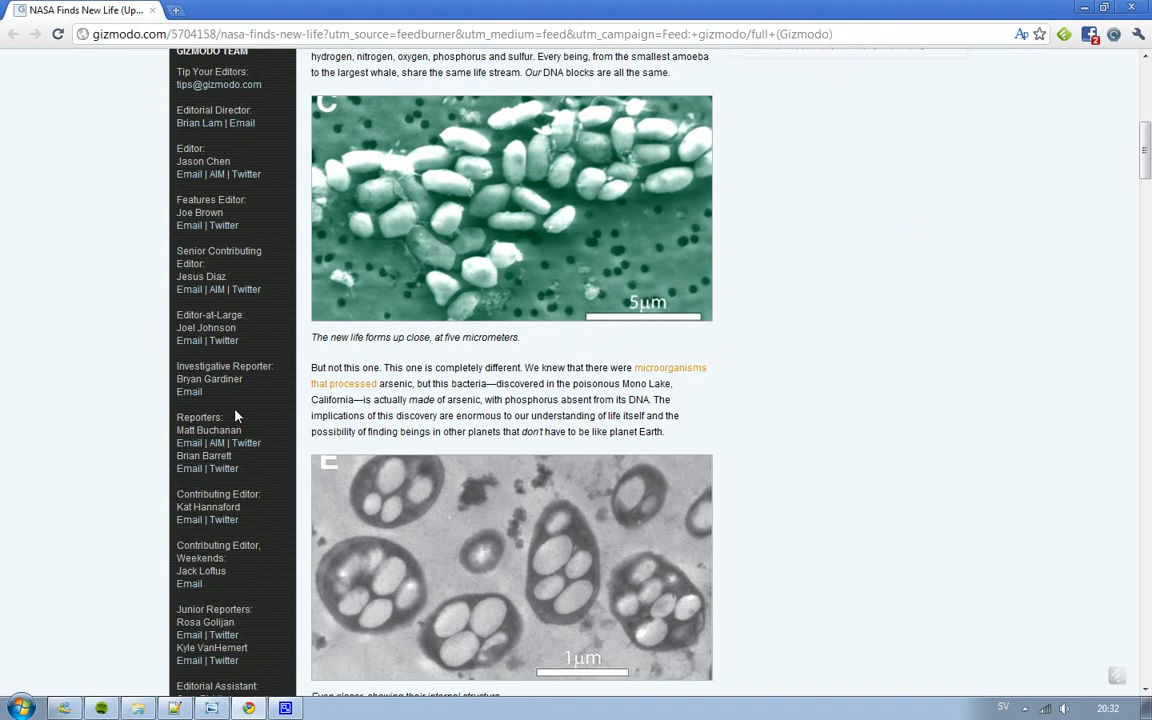 NASA Finds New Life (Up...
gizmodo.com/5704158/nasa-finds-new-life?utm_source=feedburner&utm_medium=feed&utm_campaign=Feed:+gizmodo/full+(Gizmodo)
GIZMODO TEAM
Tip Your Editors:
tips@gizmodo.com
Editorial Director:
Brian Lam | Email
Editor:
Jason Chen
Email | AIM | Twitter
Features Editor:
Joe Brown
Email | Twitter
Senior Contributing
Editor:
Jesus Diaz
Email | AIM | Twitter
Editor-at-Large:
Joel Johnson
Email | Twitter
Investigative Reporter:
Bryan Gardiner
Email
Reporters:
Matt Buchanan
Email | AIM | Twitter
Brian Barrett
Email | Twitter
Contributing Editor:
Kat Hannaford
Email | Twitter
Contributing Editor,
Weekends:
Jack Loftus
Email
Junior Reporters:
Rosa Golijan
Email | Twitter
Kyle VanHemert
Email | Twitter
Editorial Assistant:
hydrogen, nitrogen, oxygen, phosphorus and sulfur. Every being, from the smallest amoeba
to the largest whale, share the same life stream. Our DNA blocks are all the same.
C
5µm
The new life forms up close, at five micrometers.
But not this one. This one is completely different. We knew that there were microorganisms
that processed arsenic, but this bacteria—discovered in the poisonous Mono Lake,
California—is actually made of arsenic, with phosphorus absent from its DNA. The
implications of this discovery are enormous to our understanding of life itself and the
possibility of finding beings in other planets that don't have to be like planet Earth.
E
1µm
Even closer, showing their internal structure.
2
SV
20:32